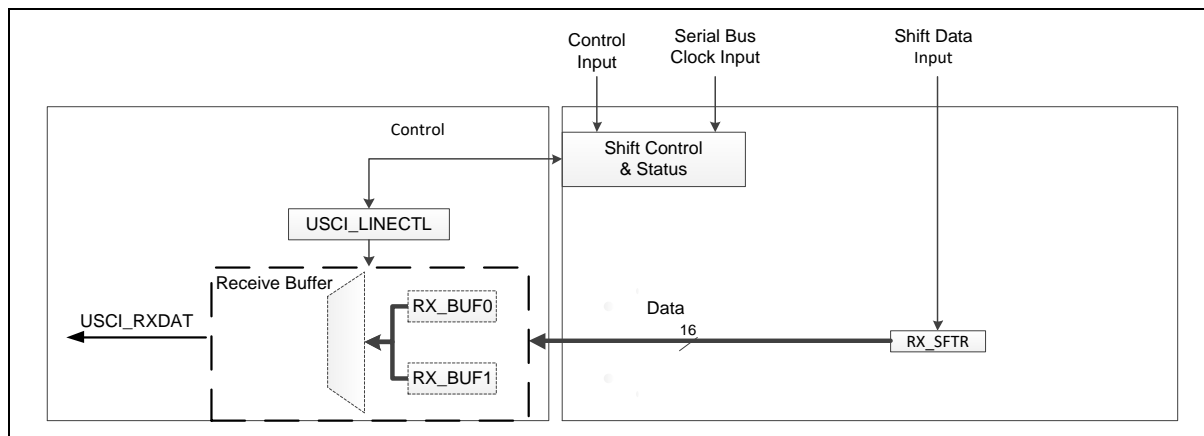 Control
Input
Serial Bus
Clock Input
Shift Data
Input
Control
Shift Control
& Status
USCI_LINECTL
Receive Buffer
RX_BUF0
Data
USCI_RXDAT
16
RX_SFTR
RX_BUF1